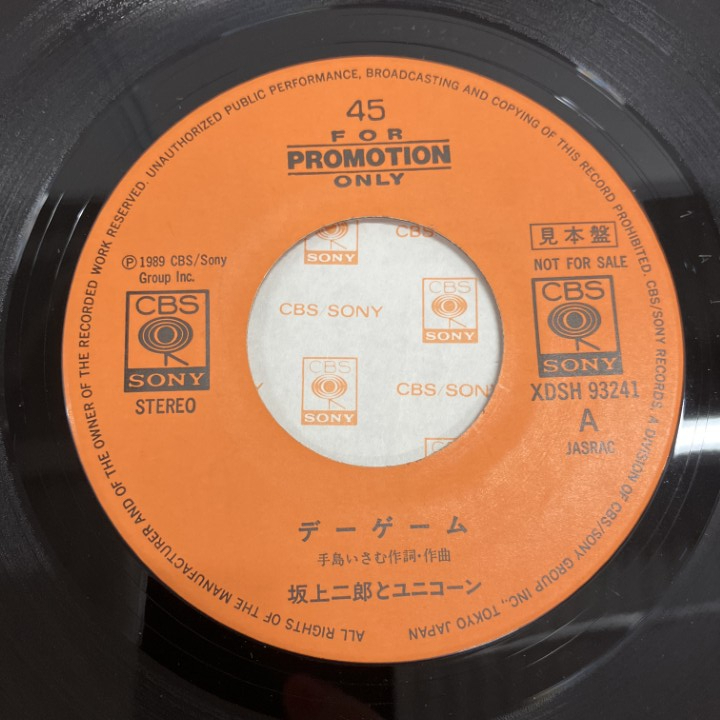 ALL RIGHTS OF THE MANUFACTURER AND OF THE OWNER OF THE RECORDED WORK RESERVED. UNAUTHORIZED PUBLIC PERFORMANCE, BROADCASTING AND COPYING OF THIS RECORD PROHIBITED. CBS/SONY RECORDS, A DIVISION OF CBS/SONY GROUP INC., TOKYO JAPAN
45
FOR
PROMOTION
ONLY
Ⓟ 1989 CBS/Sony
Group Inc.
CBS
SONY
STEREO
見本盤
NOT FOR SALE
CBS
SONY
XDSH 93241
A
JASRAC
SONY
CBS
CBS
SONY
CBS/SONY
CBS
SONY
CBS/SON
CBS
デーゲーム
手島いさむ作詞・作曲
坂上二郎とユニコーン